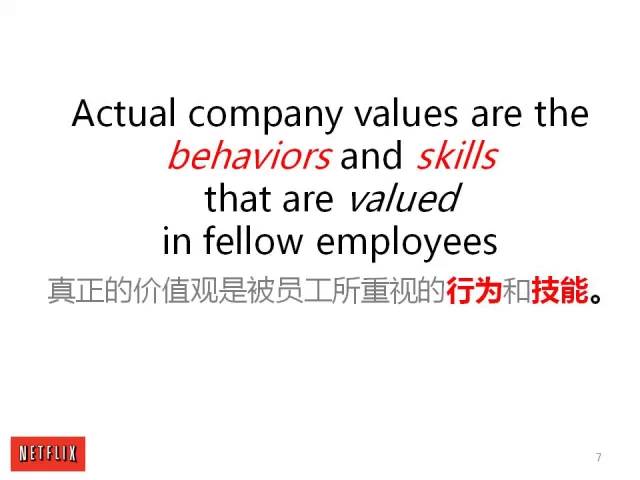 Actual company values are the
behaviors and skills
that are valued
in fellow employees
真正的价值观是被员工所重视的行为和技能。
NETFLIX
7